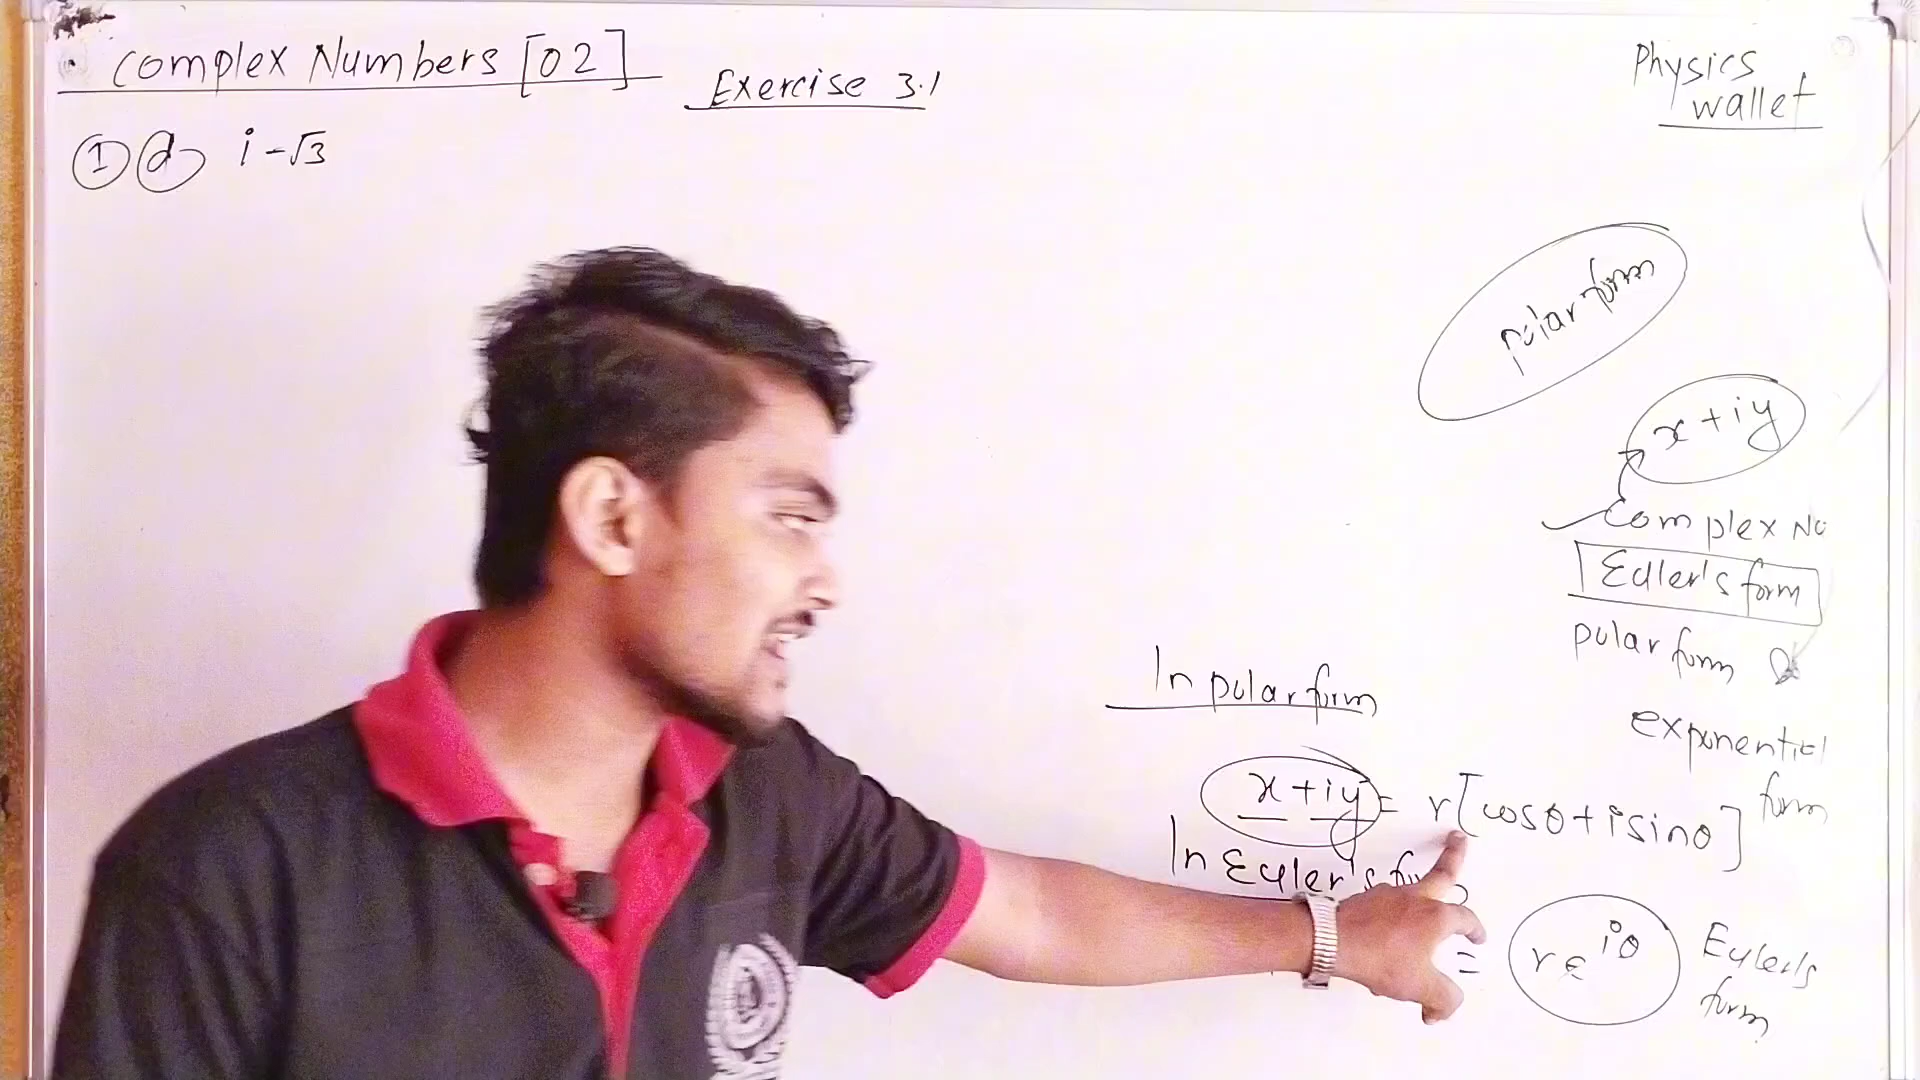 Complex Numbers [02]
Exercise 3.1
Physics
wallet
① ⓓ i - √3
polar form
x + iy
Complex No
Euler's form
polar form
exponential
form
In polar form
x + iy = r[cosθ + i sinθ]
In Euler's form
= re^iθ
Euler's
form